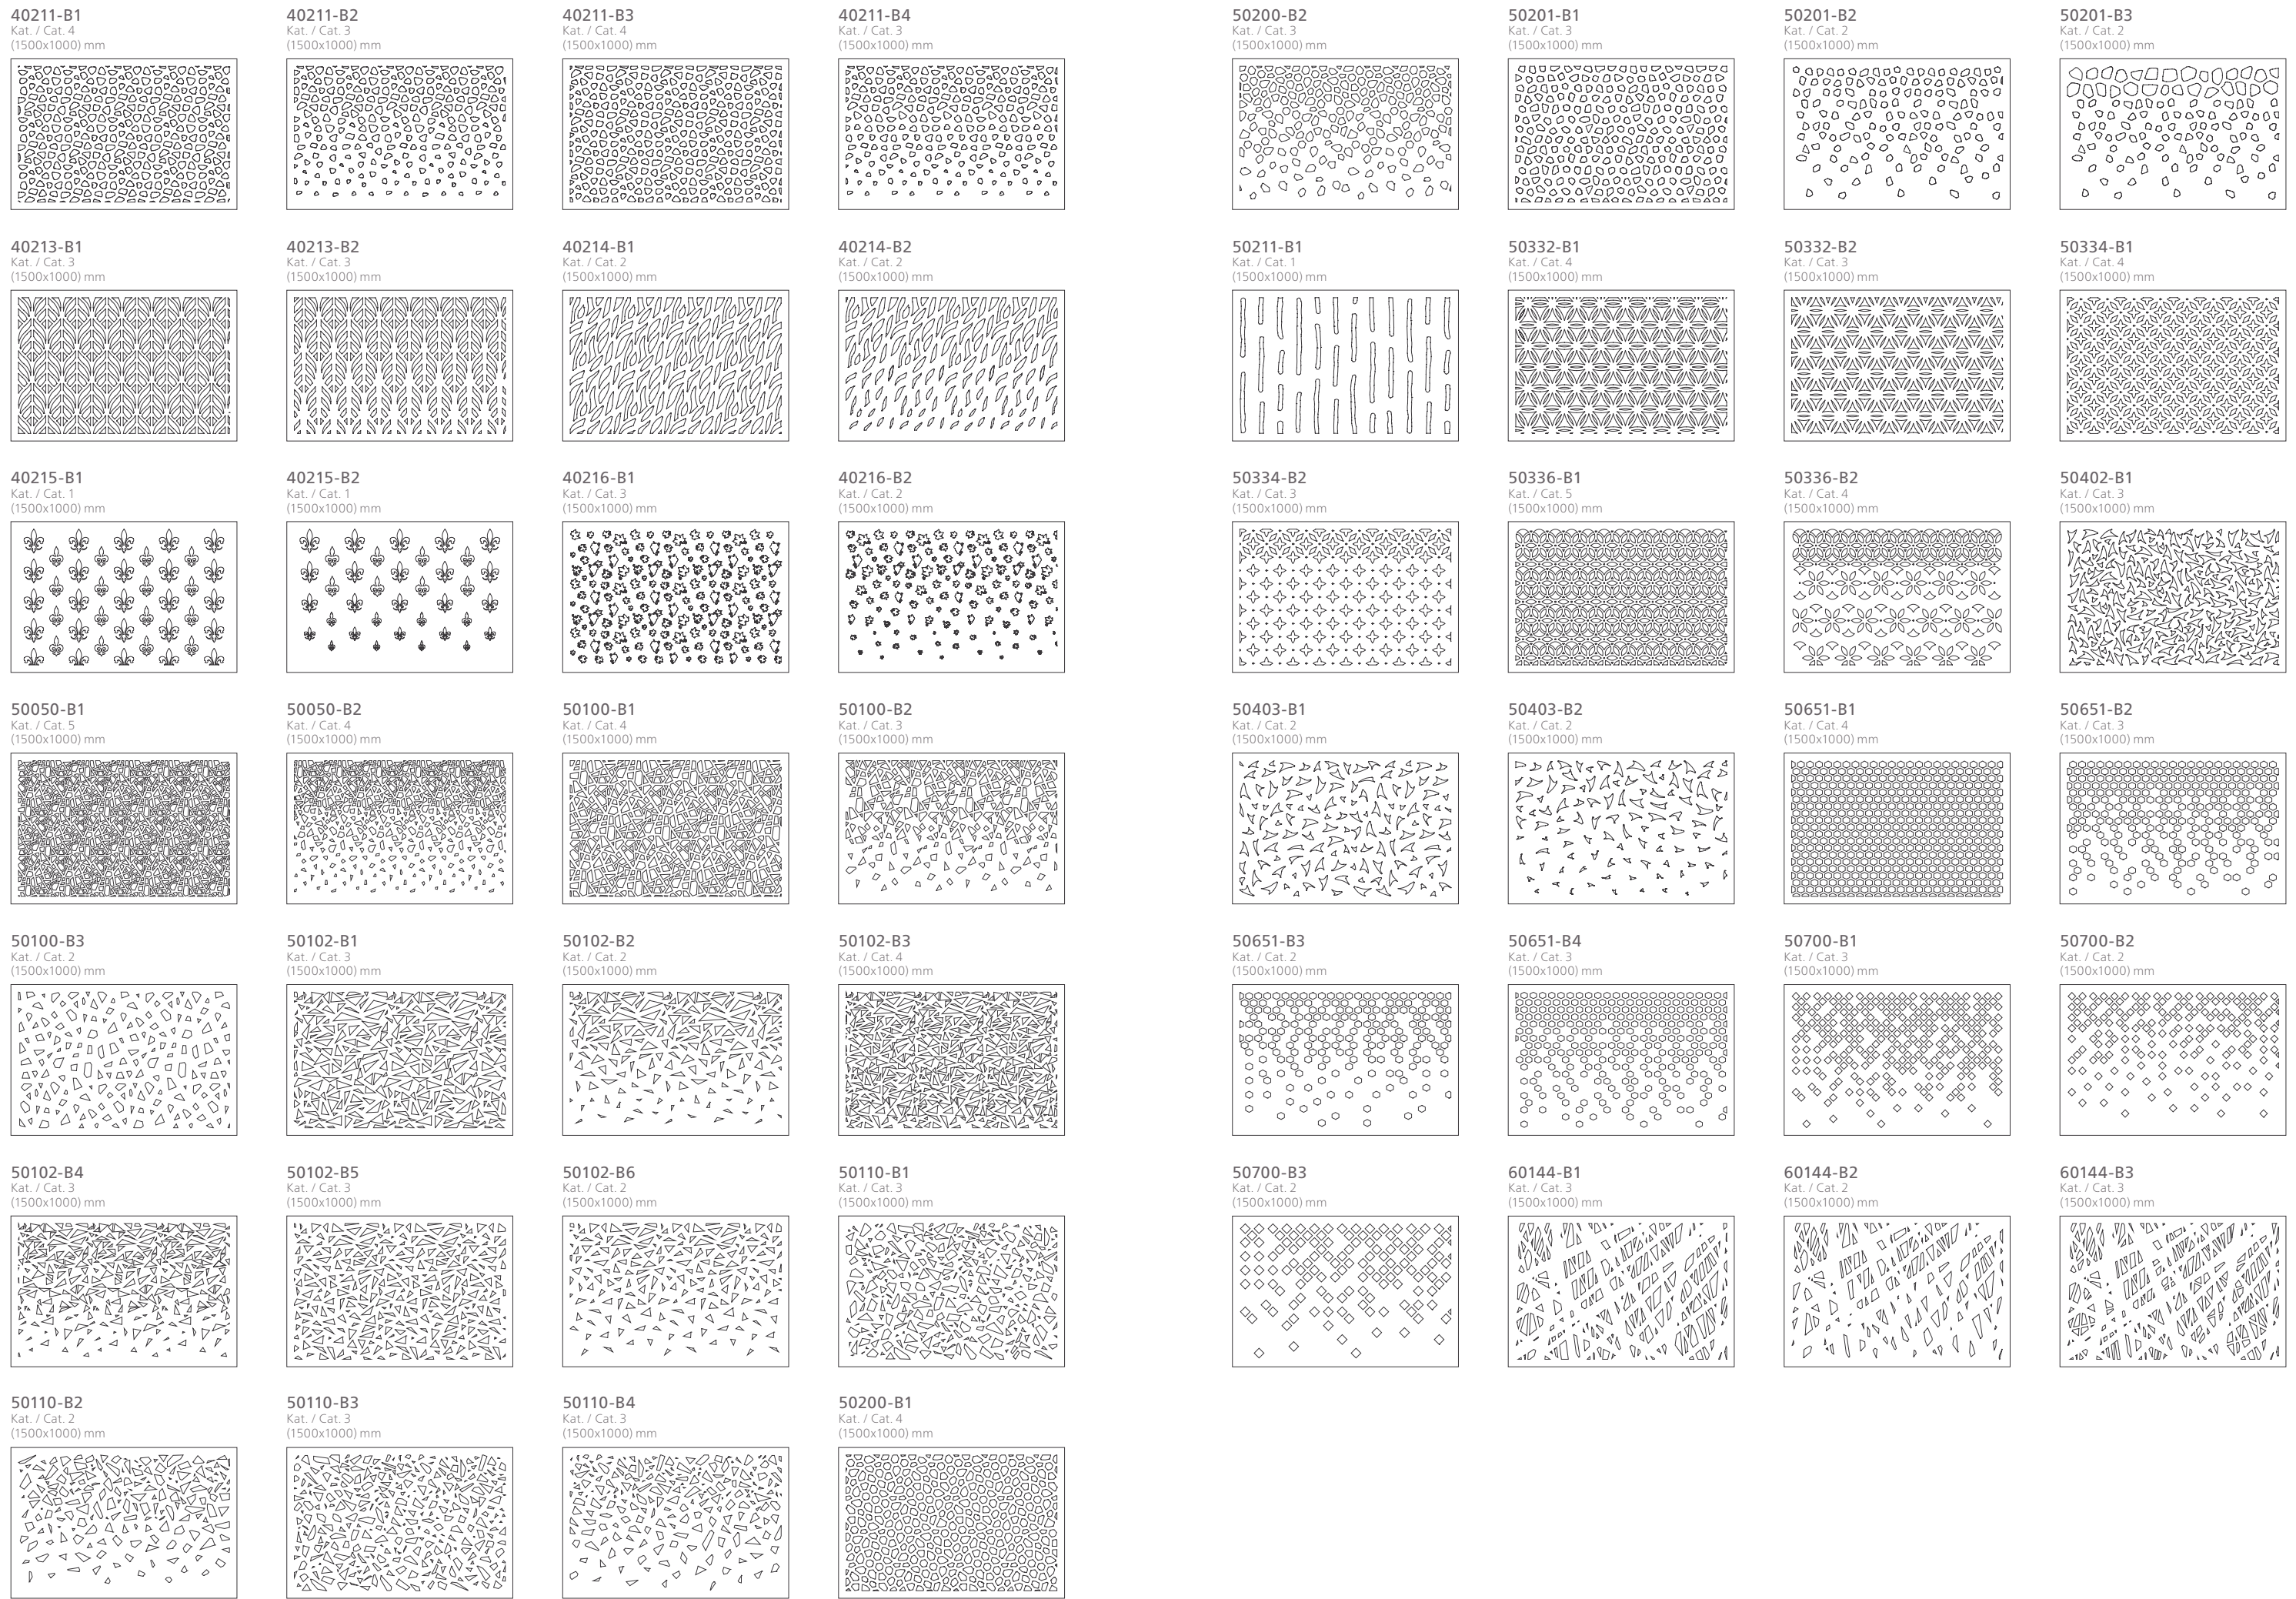 40211-B1
Kat. / Cat. 4
(1500x1000) mm
40211-B2
Kat. / Cat. 3
(1500x1000) mm
40211-B3
Kat. / Cat. 4
(1500x1000) mm
40211-B4
Kat. / Cat. 3
(1500x1000) mm
40213-B1
Kat. / Cat. 3
(1500x1000) mm
40213-B2
Kat. / Cat. 3
(1500x1000) mm
40214-B1
Kat. / Cat. 2
(1500x1000) mm
40214-B2
Kat. / Cat. 2
(1500x1000) mm
40215-B1
Kat. / Cat. 1
(1500x1000) mm
40215-B2
Kat. / Cat. 1
(1500x1000) mm
40216-B1
Kat. / Cat. 3
(1500x1000) mm
40216-B2
Kat. / Cat. 2
(1500x1000) mm
50050-B1
Kat. / Cat. 5
(1500x1000) mm
50050-B2
Kat. / Cat. 4
(1500x1000) mm
50100-B1
Kat. / Cat. 4
(1500x1000) mm
50100-B2
Kat. / Cat. 3
(1500x1000) mm
50100-B3
Kat. / Cat. 2
(1500x1000) mm
50102-B1
Kat. / Cat. 3
(1500x1000) mm
50102-B2
Kat. / Cat. 2
(1500x1000) mm
50102-B3
Kat. / Cat. 4
(1500x1000) mm
50102-B4
Kat. / Cat. 3
(1500x1000) mm
50102-B5
Kat. / Cat. 3
(1500x1000) mm
50102-B6
Kat. / Cat. 2
(1500x1000) mm
50110-B1
Kat. / Cat. 3
(1500x1000) mm
50110-B2
Kat. / Cat. 2
(1500x1000) mm
50110-B3
Kat. / Cat. 3
(1500x1000) mm
50110-B4
Kat. / Cat. 3
(1500x1000) mm
50200-B1
Kat. / Cat. 4
(1500x1000) mm
50200-B2
Kat. / Cat. 3
(1500x1000) mm
50201-B1
Kat. / Cat. 3
(1500x1000) mm
50201-B2
Kat. / Cat. 2
(1500x1000) mm
50201-B3
Kat. / Cat. 2
(1500x1000) mm
50211-B1
Kat. / Cat. 1
(1500x1000) mm
50332-B1
Kat. / Cat. 4
(1500x1000) mm
50332-B2
Kat. / Cat. 3
(1500x1000) mm
50334-B1
Kat. / Cat. 4
(1500x1000) mm
50334-B2
Kat. / Cat. 3
(1500x1000) mm
50336-B1
Kat. / Cat. 5
(1500x1000) mm
50336-B2
Kat. / Cat. 4
(1500x1000) mm
50402-B1
Kat. / Cat. 3
(1500x1000) mm
50403-B1
Kat. / Cat. 2
(1500x1000) mm
50403-B2
Kat. / Cat. 2
(1500x1000) mm
50651-B1
Kat. / Cat. 4
(1500x1000) mm
50651-B2
Kat. / Cat. 3
(1500x1000) mm
50651-B3
Kat. / Cat. 2
(1500x1000) mm
50651-B4
Kat. / Cat. 3
(1500x1000) mm
50700-B1
Kat. / Cat. 3
(1500x1000) mm
50700-B2
Kat. / Cat. 2
(1500x1000) mm
50700-B3
Kat. / Cat. 2
(1500x1000) mm
60144-B1
Kat. / Cat. 3
(1500x1000) mm
60144-B2
Kat. / Cat. 2
(1500x1000) mm
60144-B3
Kat. / Cat. 3
(1500x1000) mm